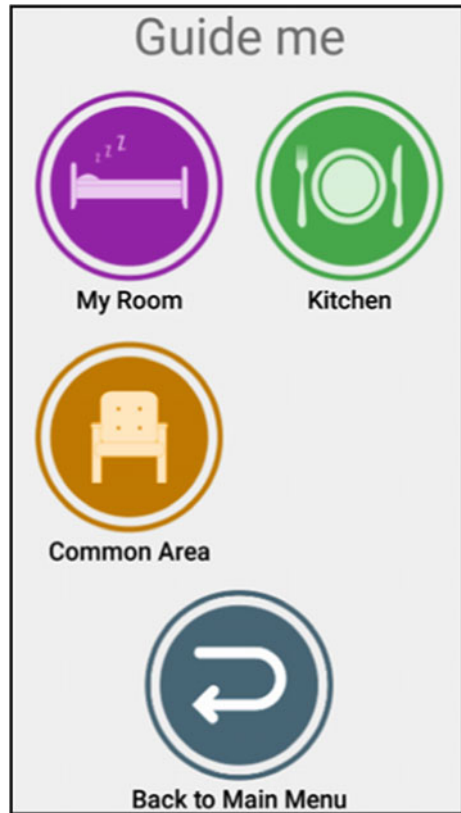 Guide me
z z Z
My Room
Kitchen
Common Area
Back to Main Menu